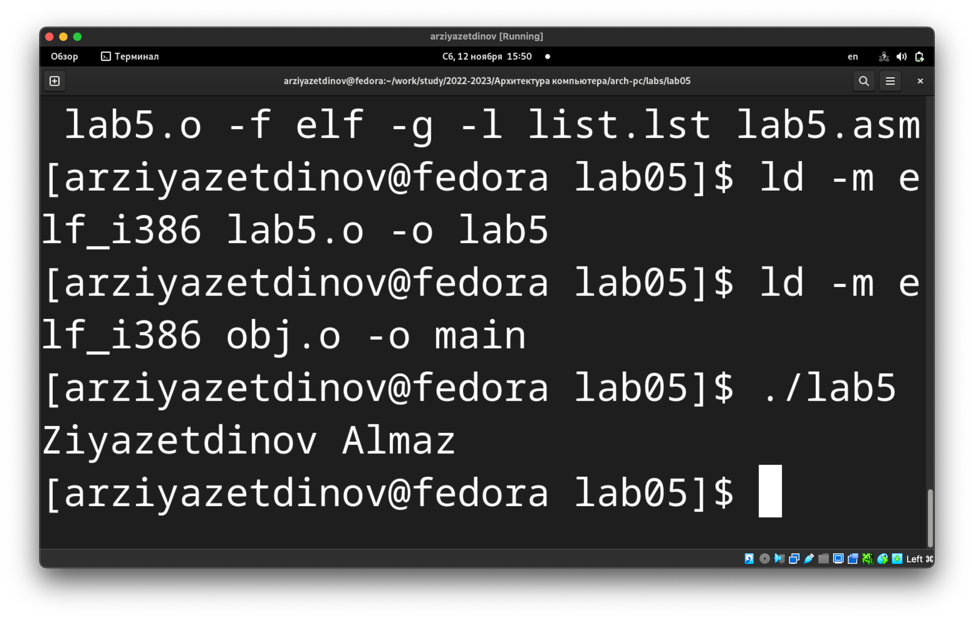 arziyazetdinov [Running]
Обзор Терминал Сб, 12 ноября 15:50 en
arziyazetdinov@fedora:~/work/study/2022-2023/Архитектура компьютера/arch-pc/labs/lab05
lab5.o -f elf -g -l list.lst lab5.asm
[arziyazetdinov@fedora lab05]$ ld -m e
lf_i386 lab5.o -o lab5
[arziyazetdinov@fedora lab05]$ ld -m e
lf_i386 obj.o -o main
[arziyazetdinov@fedora lab05]$ ./lab5
Ziyazetdinov Almaz
[arziyazetdinov@fedora lab05]$
Left ⌘